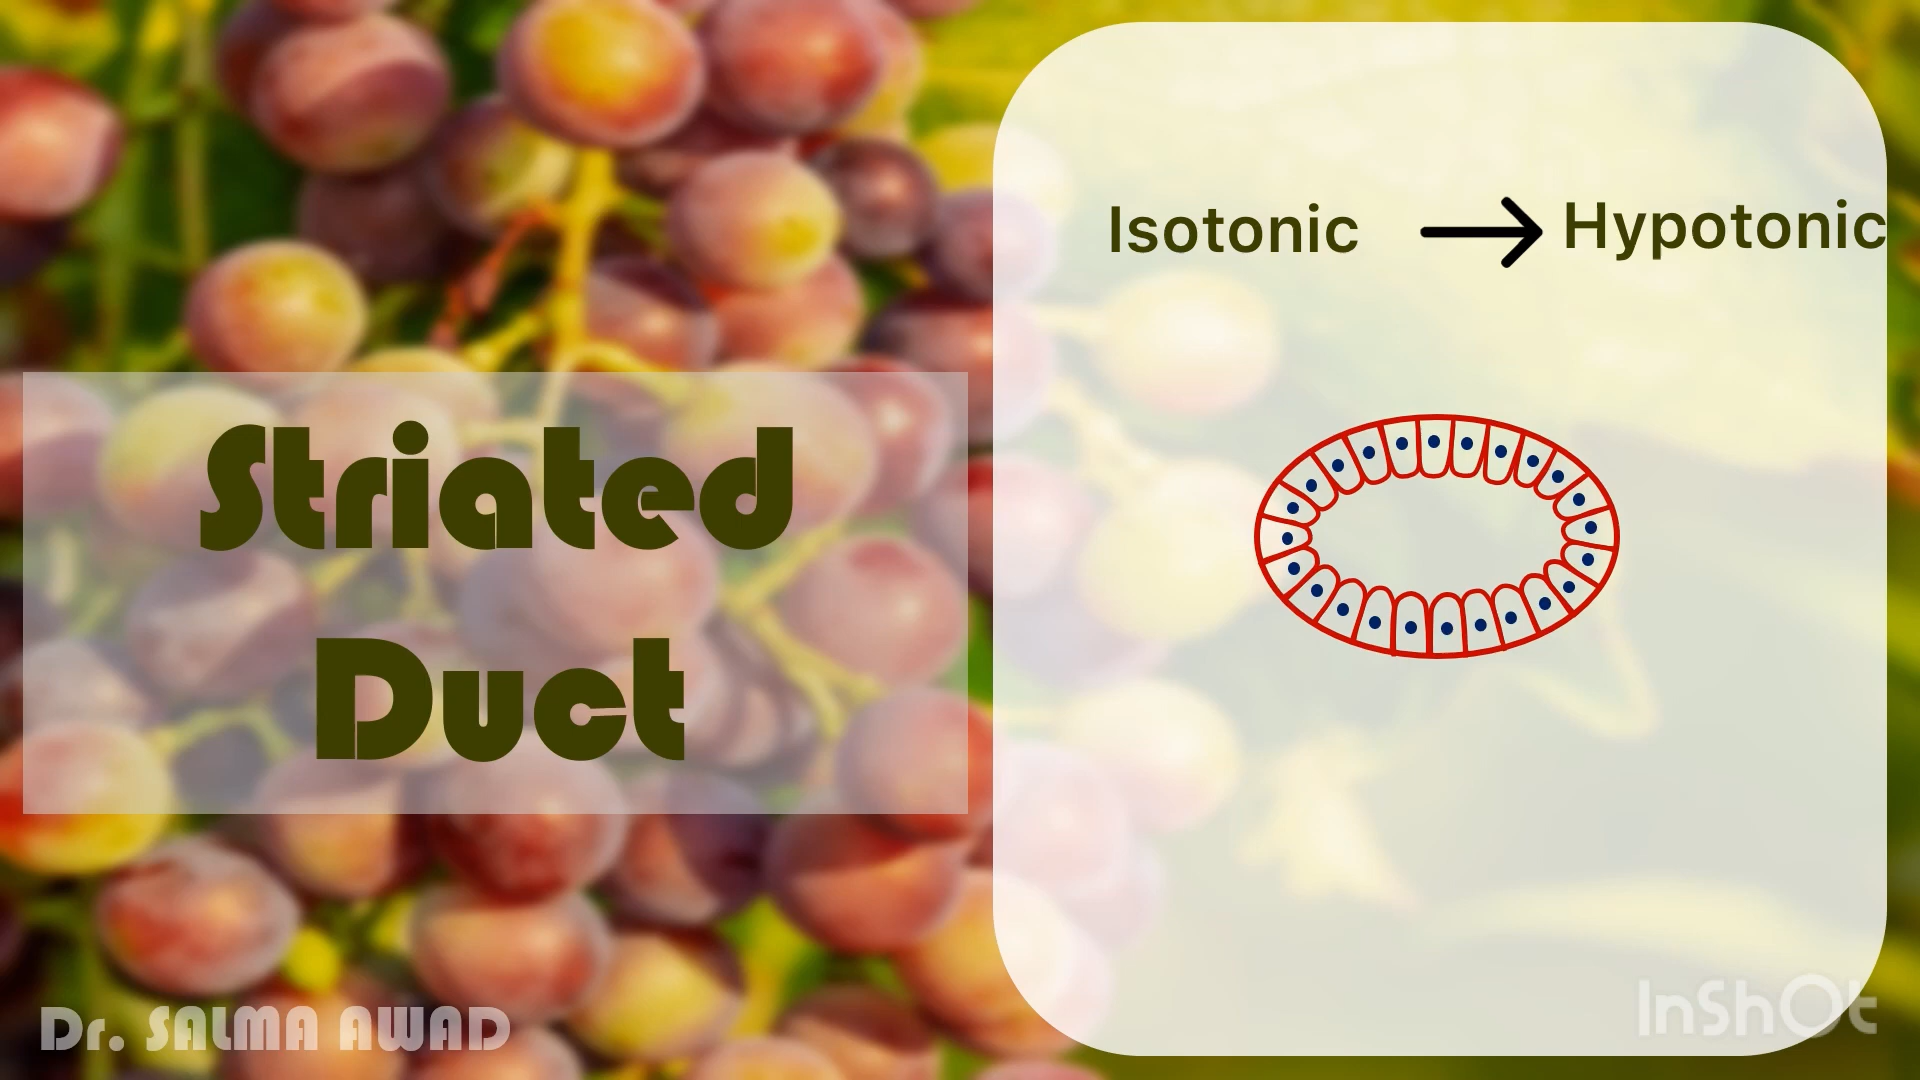 Striated
Duct
Isotonic → Hypotonic
Dr. SALMA AWAD
InShOt